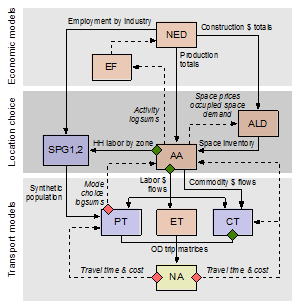 Economic models
Employment by industry
NED
Construction $ totals
Production
totals
EF
Location choice
Activity
logsums
Space prices
occupied space
demand
ALD
SPG1,2
HH labor by zone
AA
Space inventory
Transport models
Synthetic
population
Mode
choice
logsums
Labor $
flows
Commodity $ flows
PT
ET
CT
OD trip matrices
Travel time & cost
NA
Travel time & cost